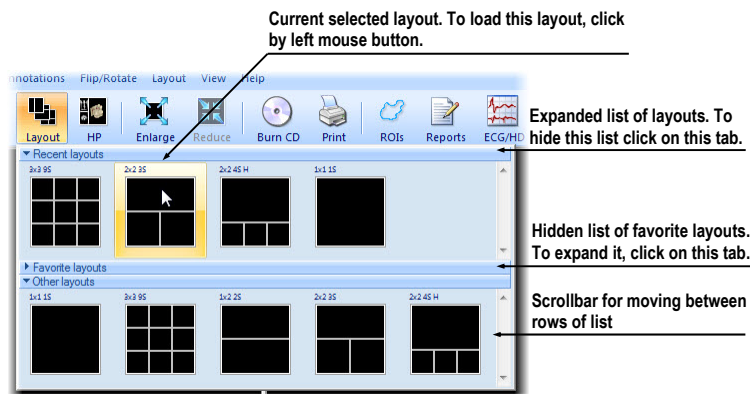 Current selected layout. To load this layout, click
by left mouse button.
nnotations Flip/Rotate Layout View Help
Layout HP Enlarge Reduce Burn CD Print ROIs Reports ECG/HD
Expanded list of layouts. To
hide this list click on this tab.
Recent layouts
3x3 9S 2x2 3S 2x2 4S H 1x1 1S
Hidden list of favorite layouts.
To expand it, click on this tab.
Favorite layouts
Other layouts
1x1 1S 3x3 9S 1x2 2S 2x2 3S 2x2 4S H
Scrollbar for moving between
rows of list